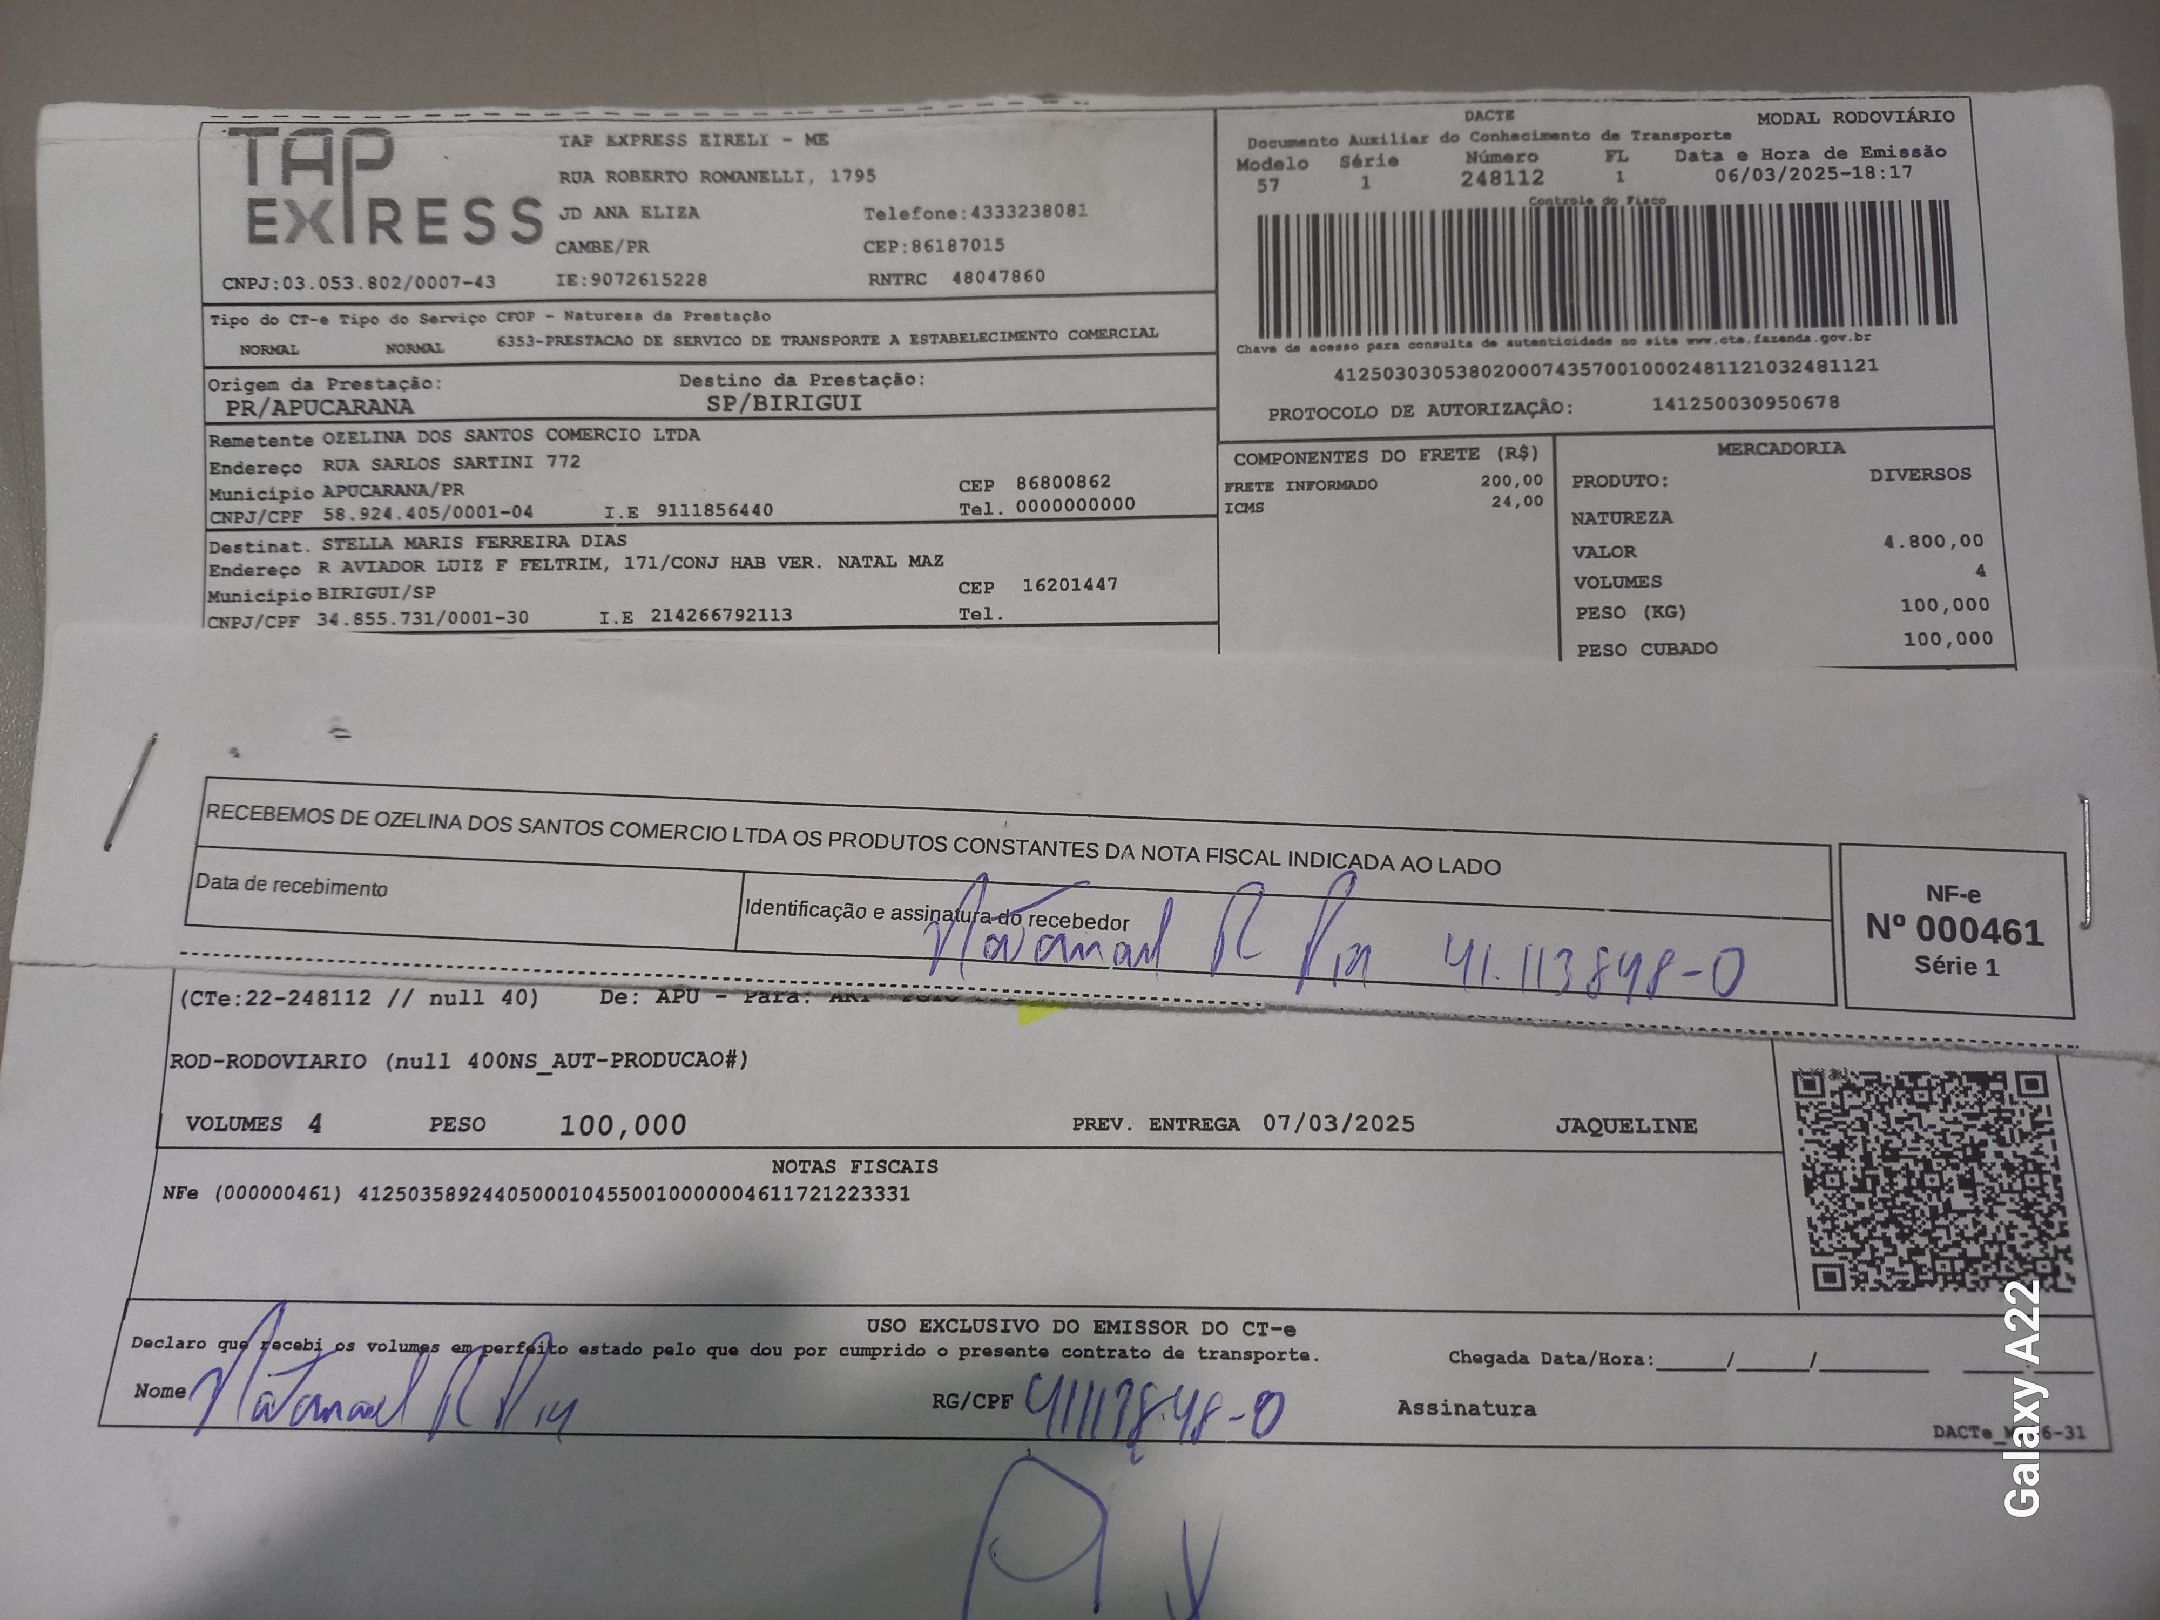 TAP EXPRESS
TAP EXPRESS EIRELI - ME
RUA ROBERTO ROMANELLI, 1795
JD ANA ELIZA Telefone:4333238081
CAMBE/PR CEP:86187015
CNPJ:03.053.802/0007-43 IE:9072615228 RNTRC 48047860
DACTE MODAL RODOVIÁRIO
Documento Auxiliar do Conhecimento de Transporte
Modelo Série Número FL Data e Hora de Emissão
57 1 248112 1 06/03/2025-18:17
Controle do Fisco
Chave de acesso para consulta de autenticidade no site www.cte.fazenda.gov.br
41250303053802000743570010002481121032481121
PROTOCOLO DE AUTORIZAÇÃO: 141250030950678
Tipo do CT-e Tipo do Serviço CFOP - Natureza da Prestação
NORMAL NORMAL 6353-PRESTACAO DE SERVICO DE TRANSPORTE A ESTABELECIMENTO COMERCIAL
Origem da Prestação: Destino da Prestação:
PR/APUCARANA SP/BIRIGUI
Remetente OZELINA DOS SANTOS COMERCIO LTDA
Endereço RUA SARLOS SARTINI 772
Município APUCARANA/PR CEP 86800862
CNPJ/CPF 58.924.405/0001-04 I.E 9111856440 Tel. 0000000000
Destinat. STELLA MARIS FERREIRA DIAS
Endereço R AVIADOR LUIZ F FELTRIM, 171/CONJ HAB VER. NATAL MAZ
Município BIRIGUI/SP CEP 16201447
CNPJ/CPF 34.855.731/0001-30 I.E 214266792113 Tel.
COMPONENTES DO FRETE (R$)
FRETE INFORMADO 200,00
ICMS 24,00
MERCADORIA
PRODUTO: DIVERSOS
NATUREZA
VALOR 4.800,00
VOLUMES 4
PESO (KG) 100,000
PESO CUBADO 100,000
RECEBEMOS DE OZELINA DOS SANTOS COMERCIO LTDA OS PRODUTOS CONSTANTES DA NOTA FISCAL INDICADA AO LADO
Data de recebimento
Identificação e assinatura do recebedor
41.113848-0
NF-e
Nº 000461
Série 1
(CTe:22-248112 // null 40) De: APU - Para:
ROD-RODOVIARIO (null 400NS_AUT-PRODUCAO#)
VOLUMES 4 PESO 100,000 PREV. ENTREGA 07/03/2025 JAQUELINE
NOTAS FISCAIS
NFe (000000461) 41250358924405000104550010000004611721223331
USO EXCLUSIVO DO EMISSOR DO CT-e
Declaro que recebi os volumes em perfeito estado pelo que dou por cumprido o presente contrato de transporte.
Chegada Data/Hora:_____/_____/_______
Nome RG/CPF Assinatura
Galaxy A22